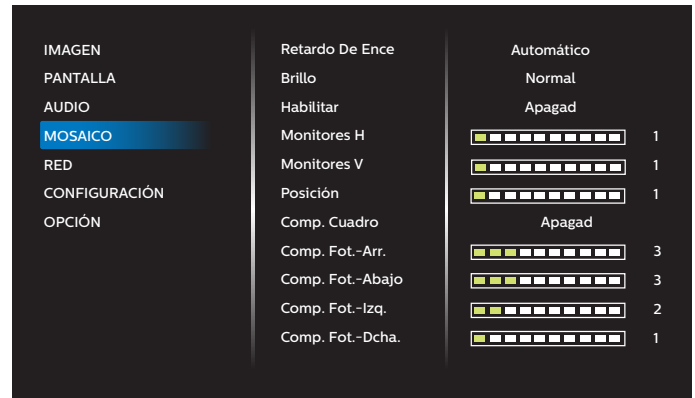 IMAGEN Retardo De Ence Automático
PANTALLA Brillo Normal
AUDIO Habilitar Apagad
MOSAICO Monitores H 1
RED Monitores V 1
CONFIGURACIÓN Posición 1
OPCIÓN Comp. Cuadro Apagad
Comp. Fot.-Arr. 3
Comp. Fot.-Abajo 3
Comp. Fot.-Izq. 2
Comp. Fot.-Dcha. 1